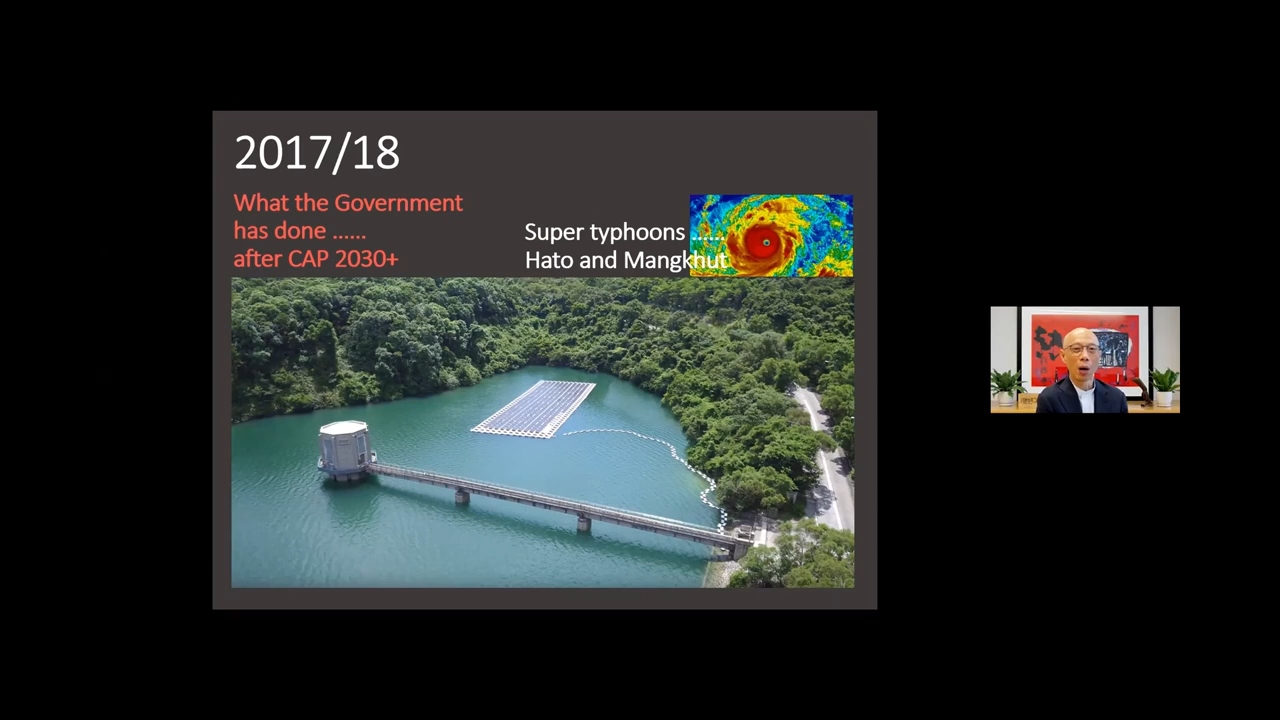 2017/18
What the Government
has done ......
after CAP 2030+
Super typhoons ......
Hato and Mangkhut